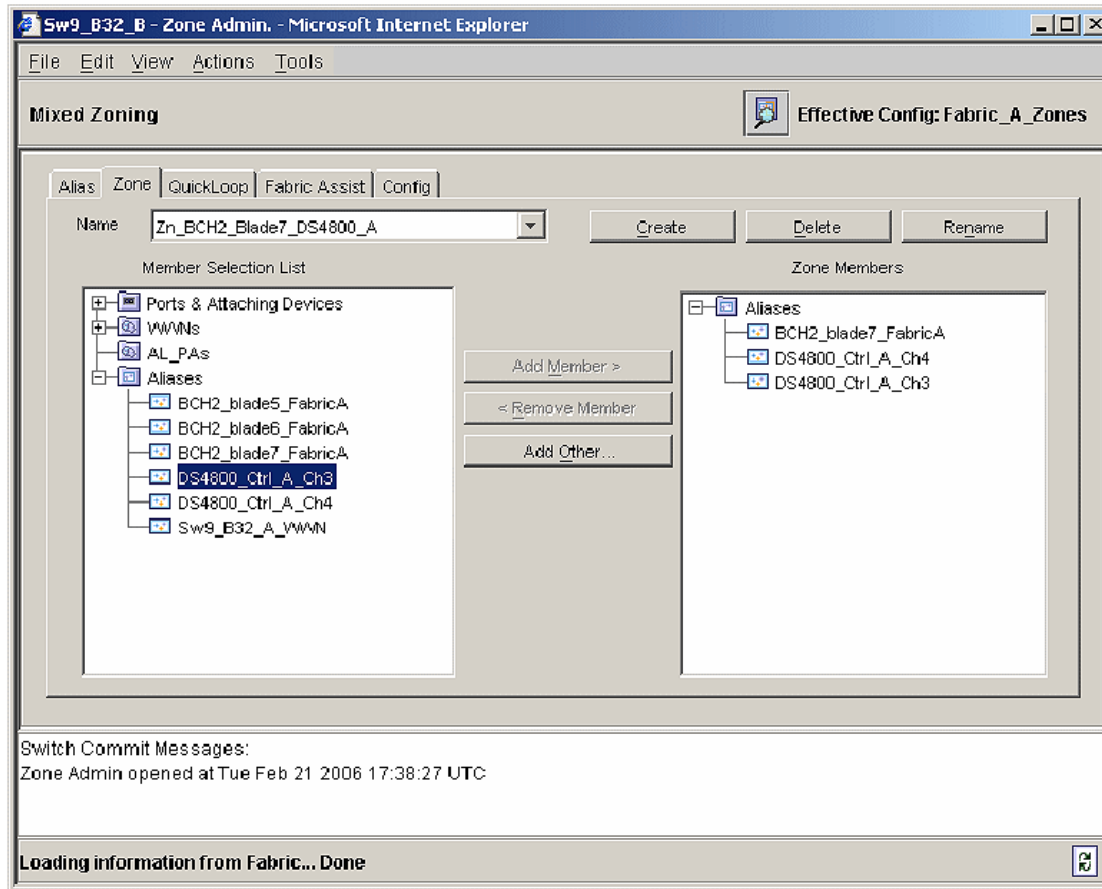 Sw9_B32_B - Zone Admin. - Microsoft Internet Explorer
File Edit View Actions Tools
Mixed Zoning
Effective Config: Fabric_A_Zones
Alias Zone QuickLoop Fabric Assist Config
Name Zn_BCH2_Blade7_DS4800_A Create Delete Rename
Member Selection List
Ports & Attaching Devices
WWNs
AL_PAs
Aliases
BCH2_blade5_FabricA
BCH2_blade6_FabricA
BCH2_blade7_FabricA
DS4800_Ctrl_A_Ch3
DS4800_Ctrl_A_Ch4
Sw9_B32_A_WWN
Add Member >
< Remove Member
Add Other...
Zone Members
Aliases
BCH2_blade7_FabricA
DS4800_Ctrl_A_Ch4
DS4800_Ctrl_A_Ch3
Switch Commit Messages:
Zone Admin opened at Tue Feb 21 2006 17:38:27 UTC
Loading information from Fabric... Done